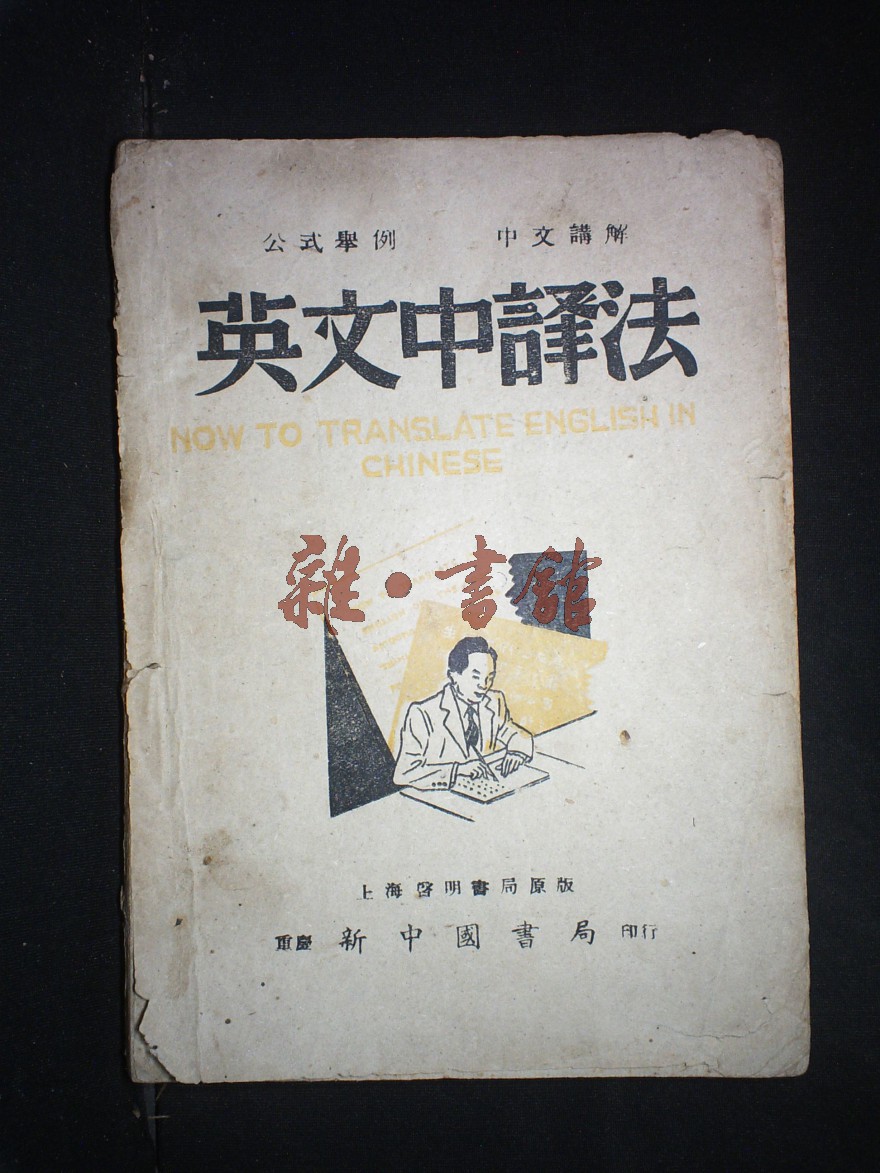 公式舉例 中文講解
英文中譯法
NOW TO TRANSLATE ENGLISH IN
CHINESE
雜·書館
上海啓明書局原版
重慶 新中國書局 印行